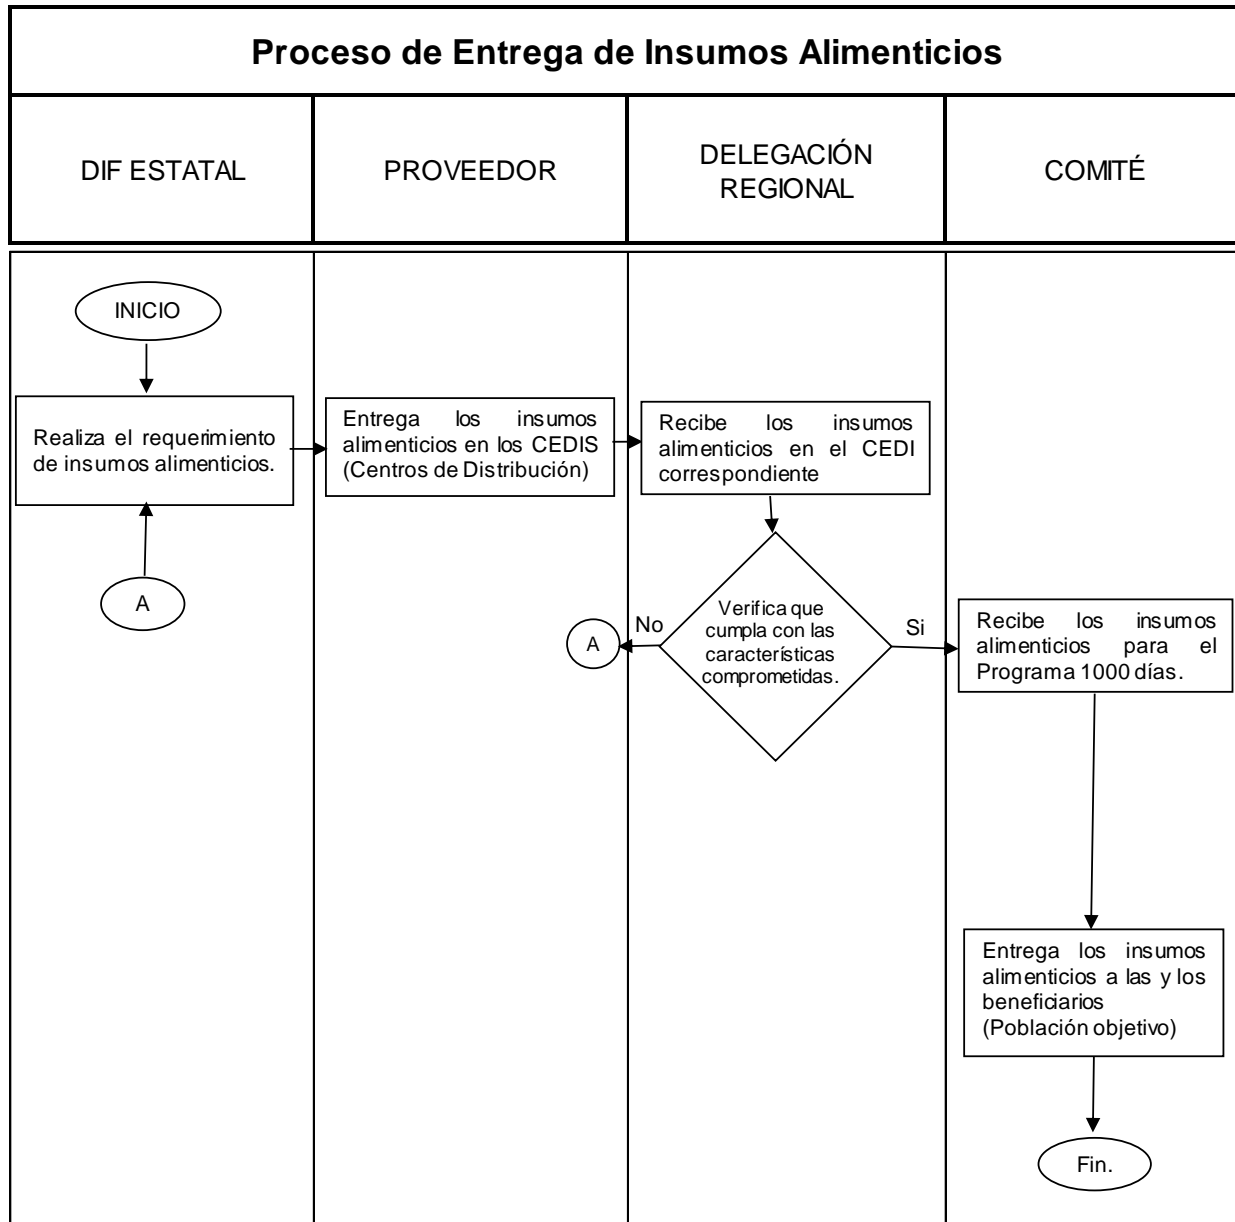 Proceso de Entrega de Insumos Alimenticios
DIF ESTATAL
PROVEEDOR
DELEGACIÓN
REGIONAL
COMITÉ
INICIO
Realiza el requerimiento
de insumos alimenticios.
A
Entrega los insumos
alimenticios en los CEDIS
(Centros de Distribución)
Recibe los insumos
alimenticios en el CEDI
correspondiente
Verifica que
cumpla con las
características
comprometidas.
No
A
Si
Recibe los insumos
alimenticios para el
Programa 1000 días.
Entrega los insumos
alimenticios a las y los
beneficiarios
(Población objetivo)
Fin.